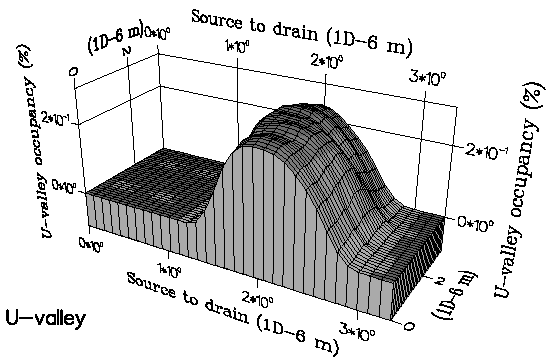 Source to drain (1D-6 m)
(1D-6 m)
0*10⁰
1*10⁰
2*10⁰
3*10⁰
0
2
U-valley occupancy (%)
2*10⁻¹
0*10⁰
U-valley occupancy (%)
2*10⁻¹
0*10⁰
0*10⁰
1*10⁰
2*10⁰
3*10⁰
Source to drain (1D-6 m)
0
2
(1D-6 m)
U-valley